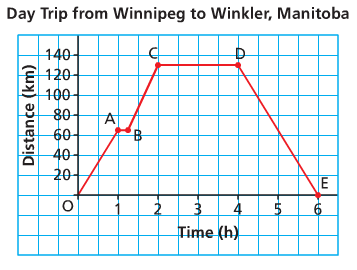 Day Trip from Winnipeg to Winkler, Manitoba
Distance (km)
140
120
100
80
60
40
20
C
D
A
B
E
O
1 2 3 4 5 6
Time (h)